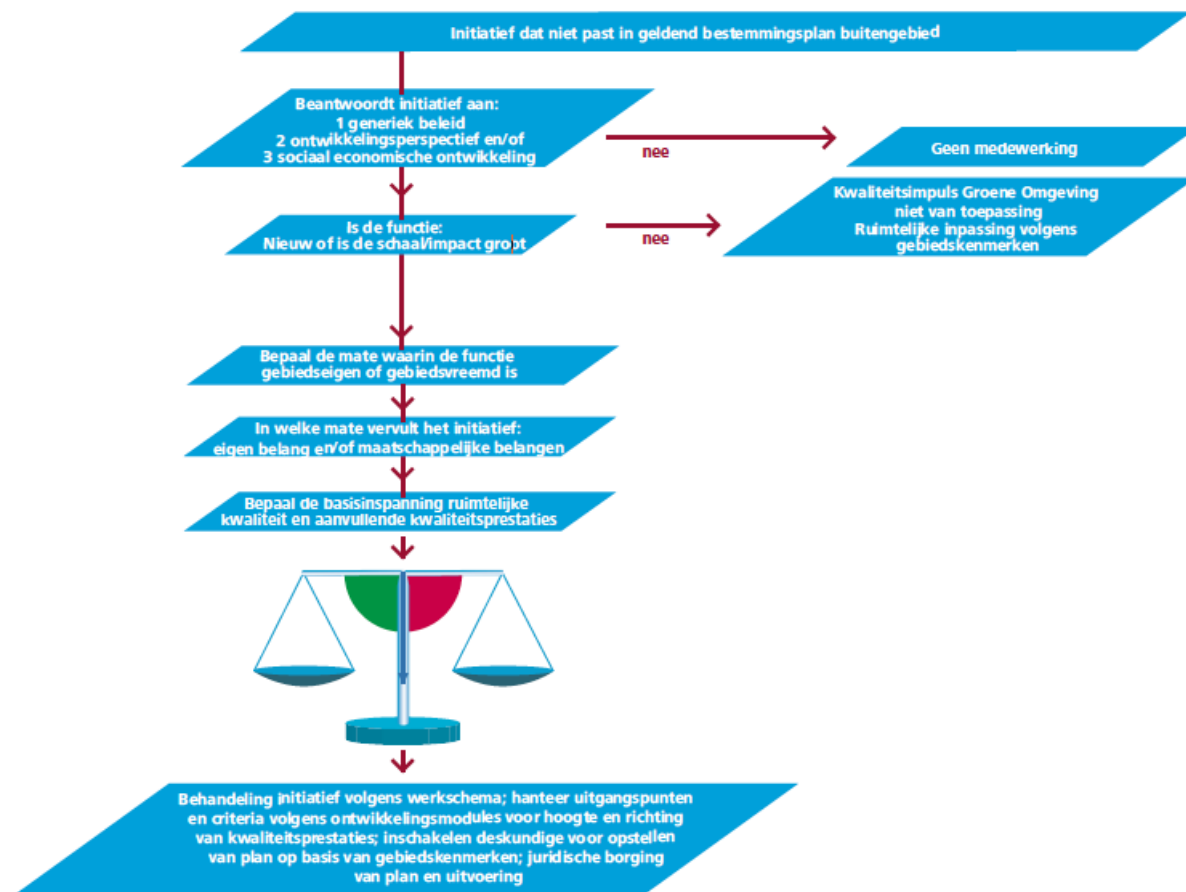 Initiatief dat niet past in geldend bestemmingsplan buitengebied
Beantwoordt initiatief aan:
1 generiek beleid
2 ontwikkelingsperspectief en/of
3 sociaal economische ontwikkeling
nee
Geen medewerking
Is de functie:
Nieuw of is de schaal/impact groot
nee
Kwaliteitsimpuls Groene Omgeving
niet van toepassing
Ruimtelijke inpassing volgens
gebiedskenmerken
Bepaal de mate waarin de functie
gebiedseigen of gebiedsvreemd is
In welke mate vervult het initiatief:
eigen belang en/of maatschappelijke belangen
Bepaal de basisinspanning ruimtelijke
kwaliteit en aanvullende kwaliteitsprestaties
Behandeling initiatief volgens werkschema; hanteer uitgangspunten
en criteria volgens ontwikkelingsmodules voor hoogte en richting
van kwaliteitsprestaties; inschakelen deskundige voor opstellen
van plan op basis van gebiedskenmerken; juridische borging
van plan en uitvoering